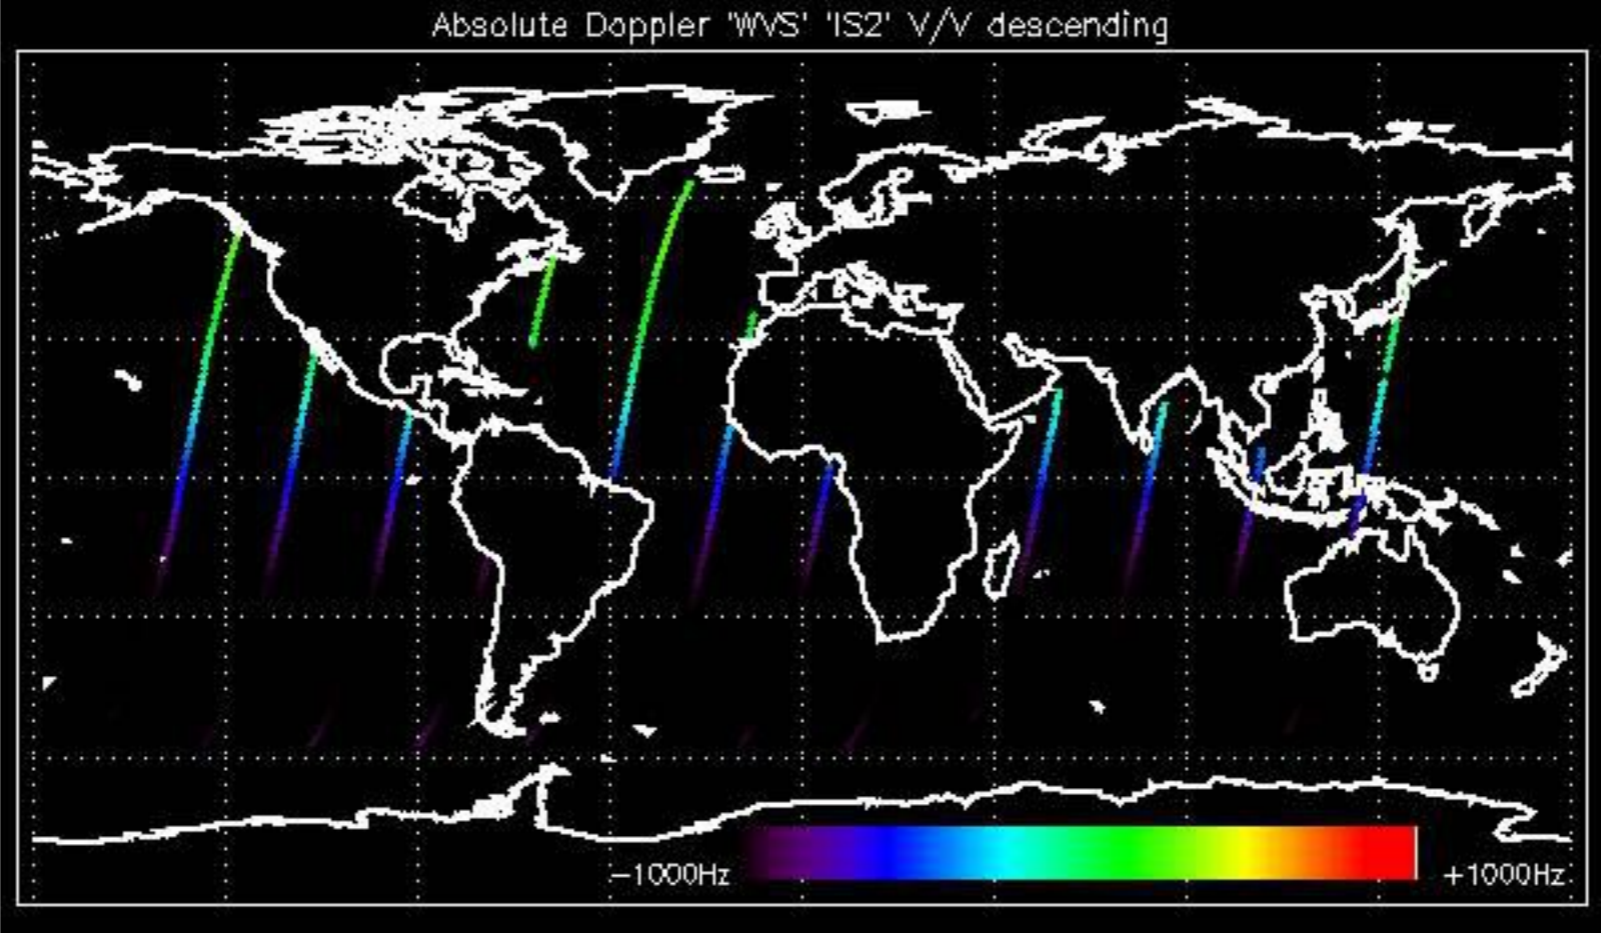 Absolute Doppler 'WVS' 'IS2' V/V descending
-1000Hz +1000Hz